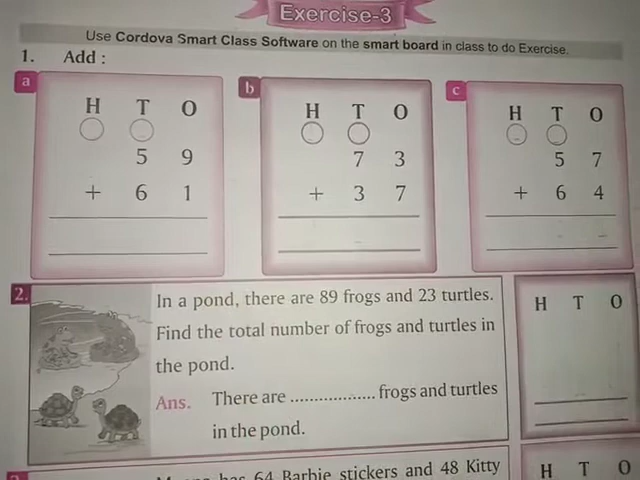 Exercise-3
Use Cordova Smart Class Software on the smart board in class to do Exercise.
1. Add :
a
H T O
5 9
+ 6 1
b
H T O
7 3
+ 3 7
c
H T O
5 7
+ 6 4
2.
In a pond, there are 89 frogs and 23 turtles.
Find the total number of frogs and turtles in
the pond.
Ans. There are .................. frogs and turtles
in the pond.
H T O
has 64 Barbie stickers and 48 Kitty
H T O